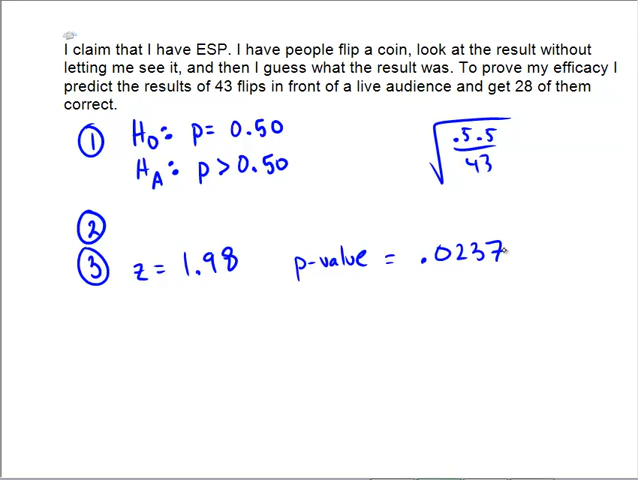 I claim that I have ESP. I have people flip a coin, look at the result without
letting me see it, and then I guess what the result was. To prove my efficacy I
predict the results of 43 flips in front of a live audience and get 28 of them
correct.
① H₀: p = 0.50
H_A: p > 0.50
√(.5 .5 / 43)
②
③ z = 1.98 p-value = .0237